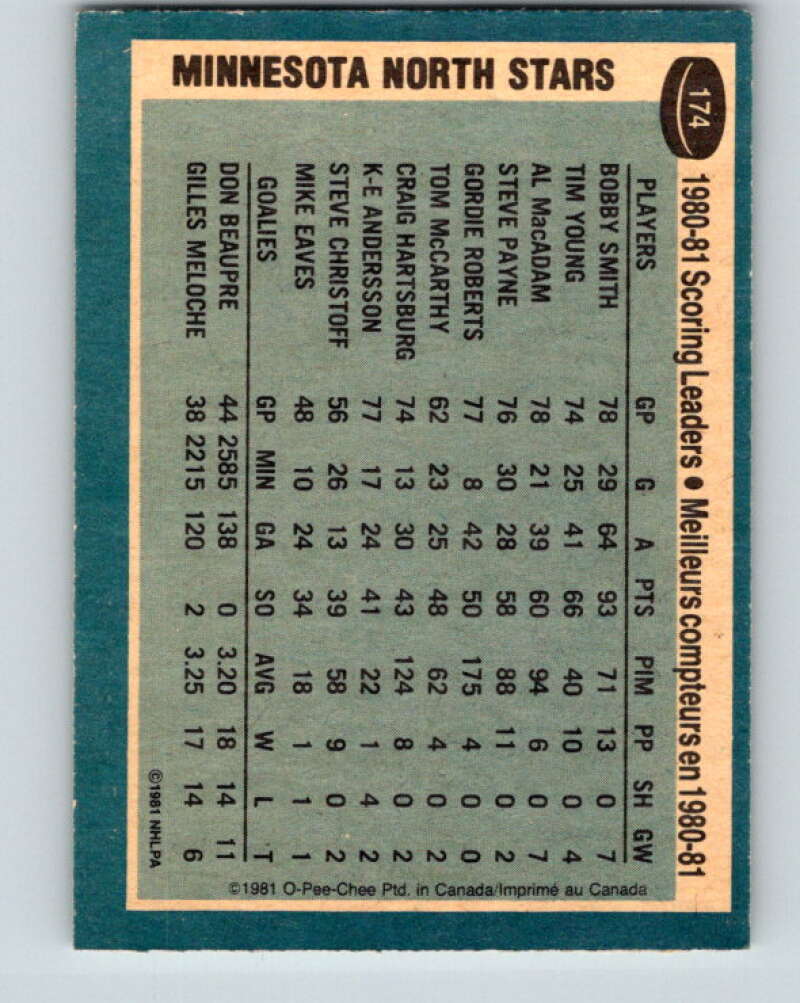 MINNESOTA NORTH STARS
174
1980-81 Scoring Leaders • Meilleurs compteurs en 1980-81
PLAYERS GP G A PTS PIM PP SH GW
BOBBY SMITH 78 29 64 93 71 13 0 7
TIM YOUNG 74 25 41 66 40 10 0 4
AL MacADAM 78 21 39 60 94 6 0 7
STEVE PAYNE 76 30 28 58 88 11 0 2
GORDIE ROBERTS 77 8 42 50 175 4 0 0
TOM McCARTHY 62 23 25 48 62 4 0 2
CRAIG HARTSBURG 74 13 30 43 124 8 0 2
K-E ANDERSSON 77 17 24 41 22 1 4 2
STEVE CHRISTOFF 56 26 13 39 58 9 0 2
MIKE EAVES 48 10 24 34 18 1 1 1
GOALIES GP MIN GA SO AVG W L T
DON BEAUPRE 44 2585 138 0 3.20 18 14 11
GILLES MELOCHE 38 2215 120 2 3.25 17 14 6
©1981 NHLPA
©1981 O-Pee-Chee Ptd. in Canada/Imprimé au Canada